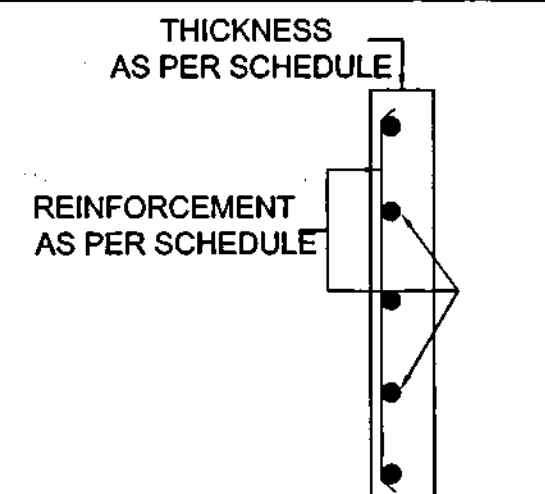 THICKNESS
AS PER SCHEDULE
REINFORCEMENT
AS PER SCHEDULE